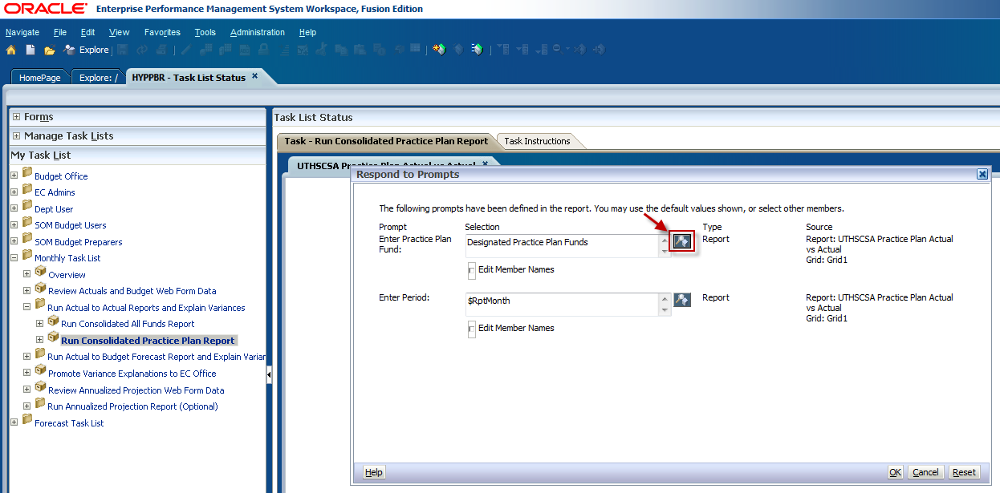 ORACLE Enterprise Performance Management System Workspace, Fusion Edition
Navigate File Edit View Favorites Tools Administration Help
Explore
HomePage Explore: / HYPPBR - Task List Status
Forms
Manage Task Lists
My Task List
Budget Office
EC Admins
Dept User
SOM Budget Users
SOM Budget Preparers
Monthly Task List
Overview
Review Actuals and Budget Web Form Data
Run Actual to Actual Reports and Explain Variances
Run Consolidated All Funds Report
Run Consolidated Practice Plan Report
Run Actual to Budget Forecast Report and Explain Varian
Promote Variance Explanations to EC Office
Review Annualized Projection Web Form Data
Run Annualized Projection Report (Optional)
Forecast Task List
Task List Status
Task - Run Consolidated Practice Plan Report Task Instructions
UTHSCSA Practice Plan Actual vs Actual
Respond to Prompts
The following prompts have been defined in the report. You may use the default values shown, or select other members.
Prompt Selection Type Source
Enter Practice Plan Designated Practice Plan Funds Report Report: UTHSCSA Practice Plan Actual
Fund: vs Actual
Grid: Grid1
Edit Member Names
Enter Period: $RptMonth Report Report: UTHSCSA Practice Plan Actual
vs Actual
Grid: Grid1
Edit Member Names
Help OK Cancel Reset